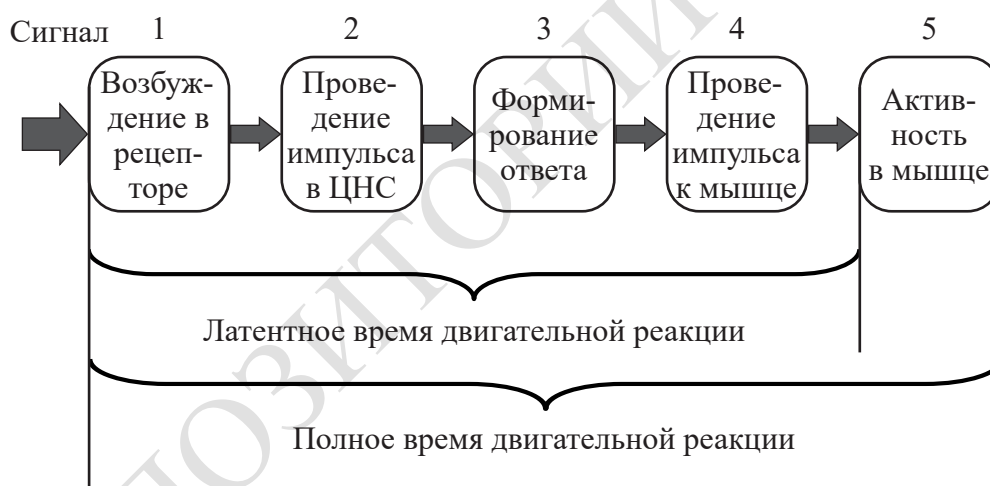 Сигнал 1 2 3 4 5
Возбуж-
дение в
рецеп-
торе
Прове-
дение
импульса
в ЦНС
Форми-
рование
ответа
Прове-
дение
импульса
к мышце
Актив-
ность
в мышце
Латентное время двигательной реакции
Полное время двигательной реакции